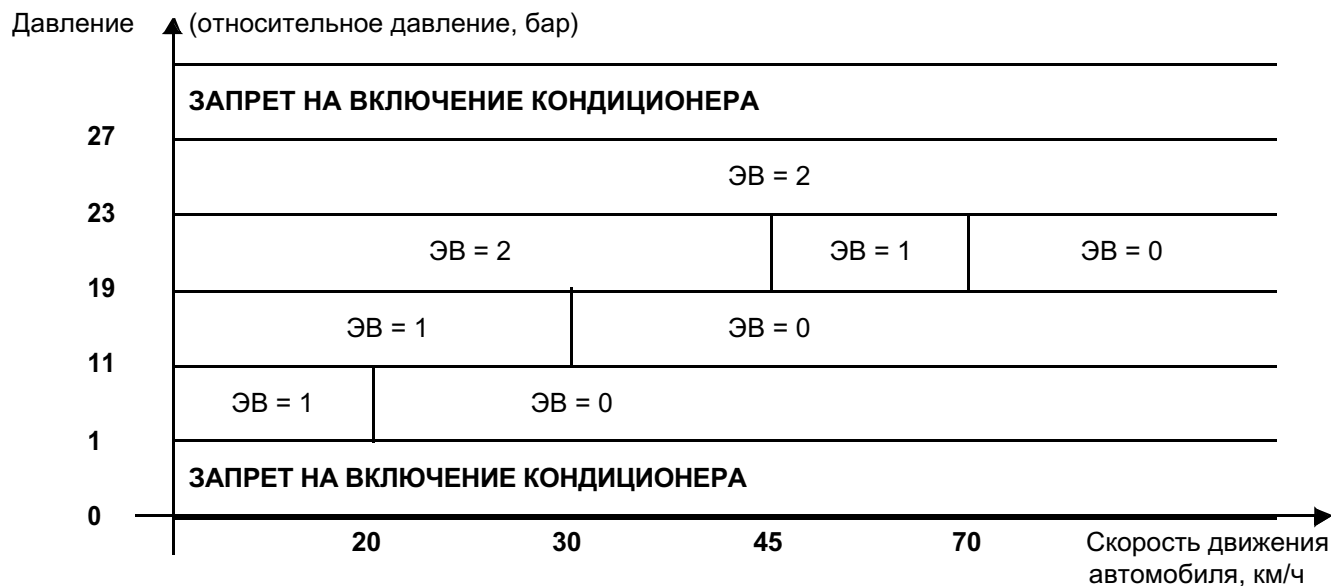 Давление (относительное давление, бар)
ЗАПРЕТ НА ВКЛЮЧЕНИЕ КОНДИЦИОНЕРА
27
ЭВ = 2
23
ЭВ = 2 ЭВ = 1 ЭВ = 0
19
ЭВ = 1 ЭВ = 0
11
ЭВ = 1 ЭВ = 0
1
ЗАПРЕТ НА ВКЛЮЧЕНИЕ КОНДИЦИОНЕРА
0
20 30 45 70 Скорость движения
автомобиля, км/ч